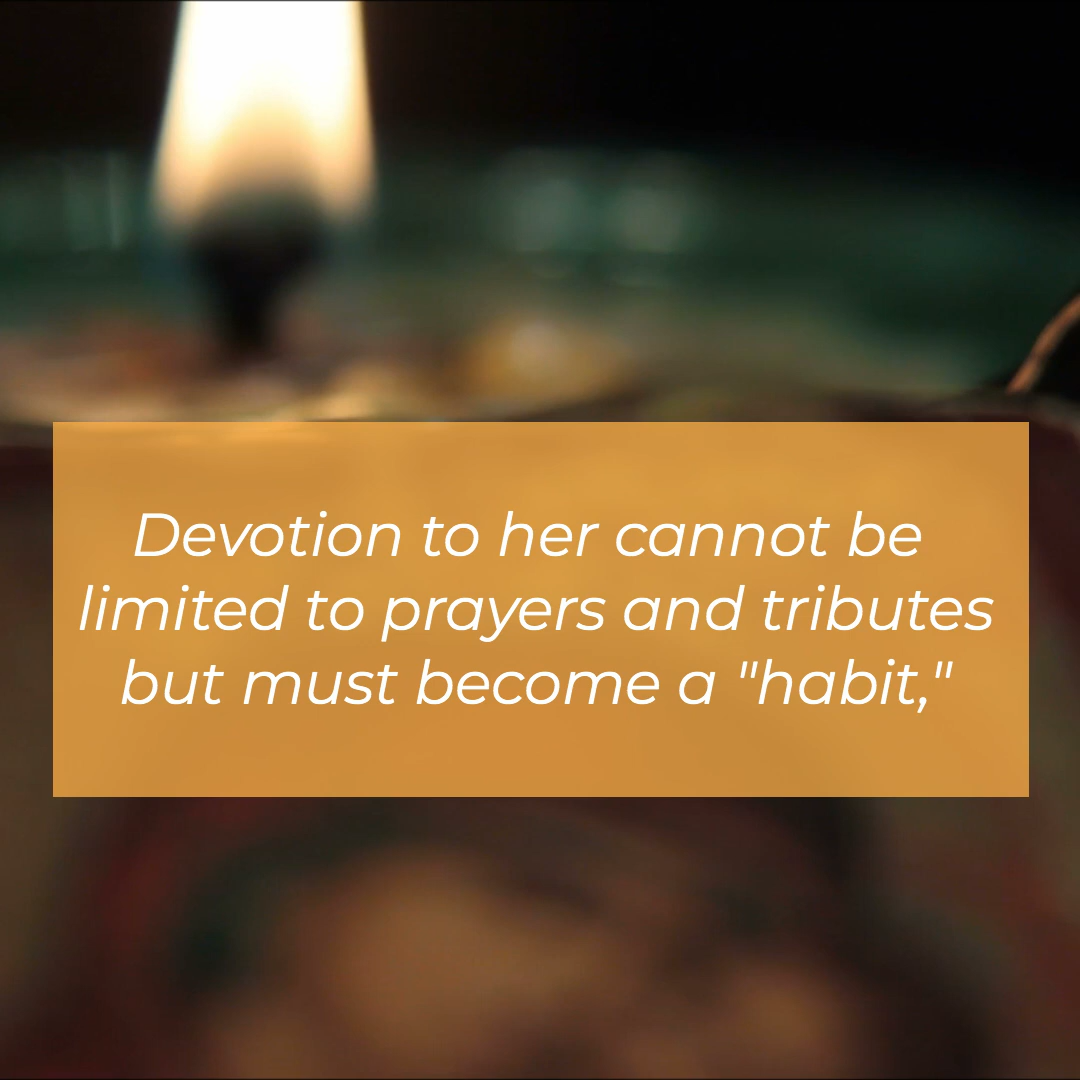 Devotion to her cannot be
limited to prayers and tributes
but must become a "habit,"